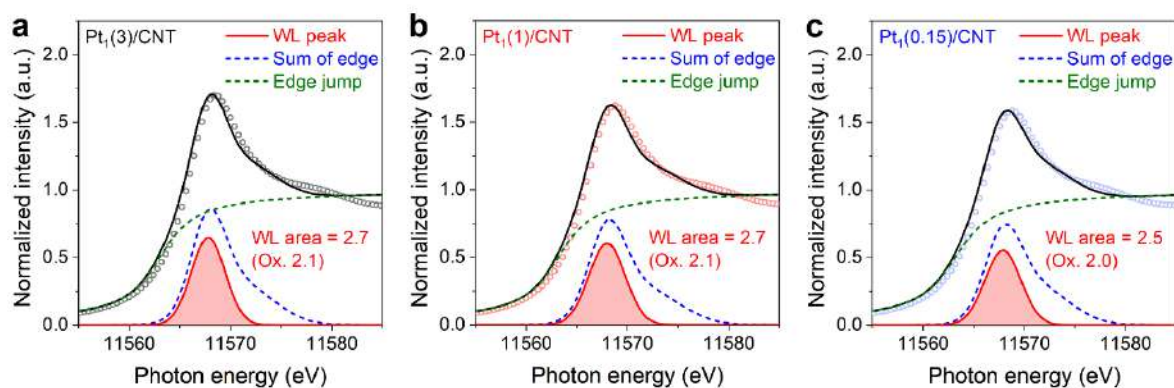 a
Pt₁(3)/CNT
WL peak
Sum of edge
Edge jump
WL area = 2.7
(Ox. 2.1)
Normalized intensity (a.u.)
2.0
1.5
1.0
0.5
0.0
11560
11570
11580
Photon energy (eV)
b
Pt₁(1)/CNT
WL peak
Sum of edge
Edge jump
WL area = 2.7
(Ox. 2.1)
Normalized intensity (a.u.)
2.0
1.5
1.0
0.5
0.0
11560
11570
11580
Photon energy (eV)
c
Pt₁(0.15)/CNT
WL peak
Sum of edge
Edge jump
WL area = 2.5
(Ox. 2.0)
Normalized intensity (a.u.)
2.0
1.5
1.0
0.5
0.0
11560
11570
11580
Photon energy (eV)